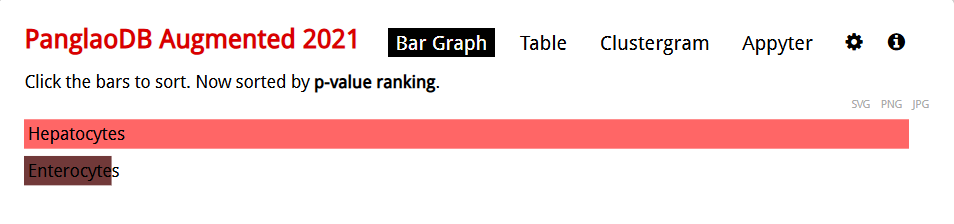 PanglaoDB Augmented 2021 Bar Graph Table Clustergram Appyter
Click the bars to sort. Now sorted by p-value ranking.
SVG PNG JPG
Hepatocytes
Enterocytes